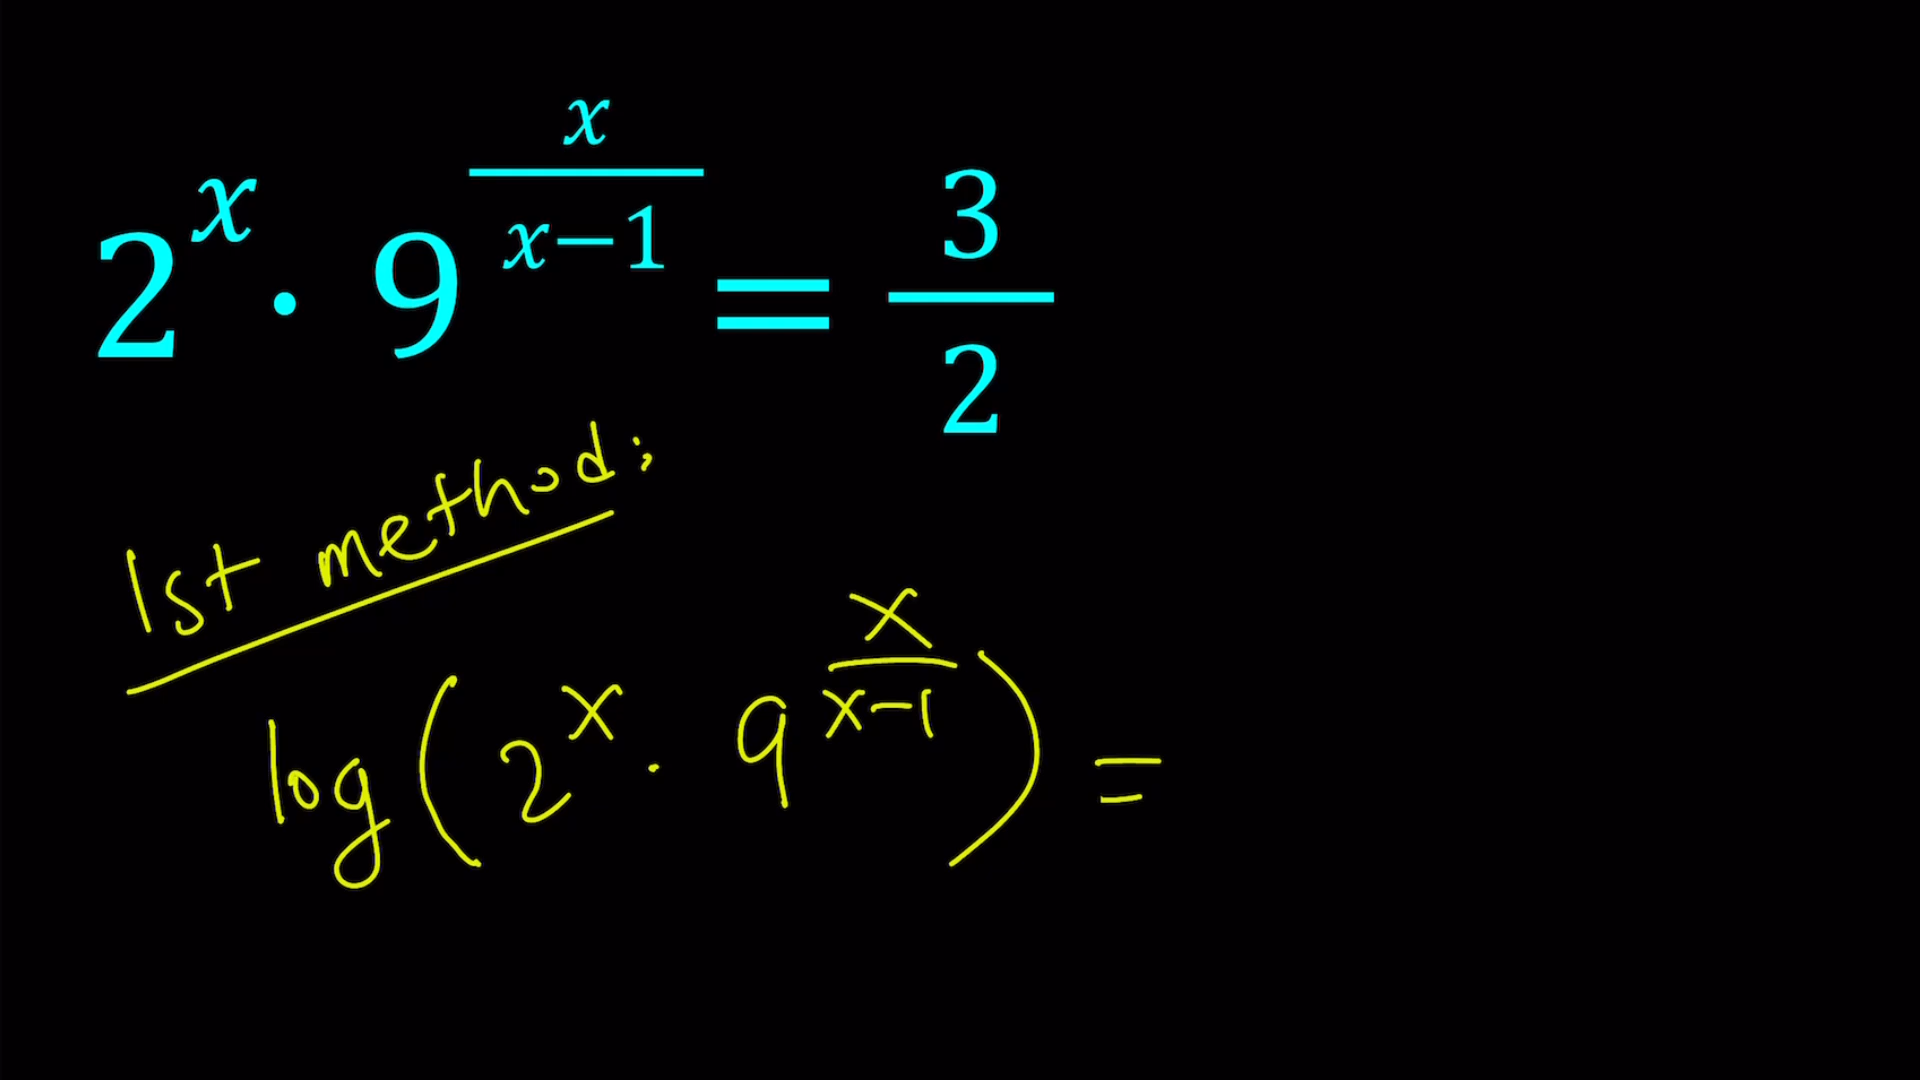 2^x · 9^(x/(x−1)) = 3/2
1st method:
log(2^x · 9^(x/(x−1))) =